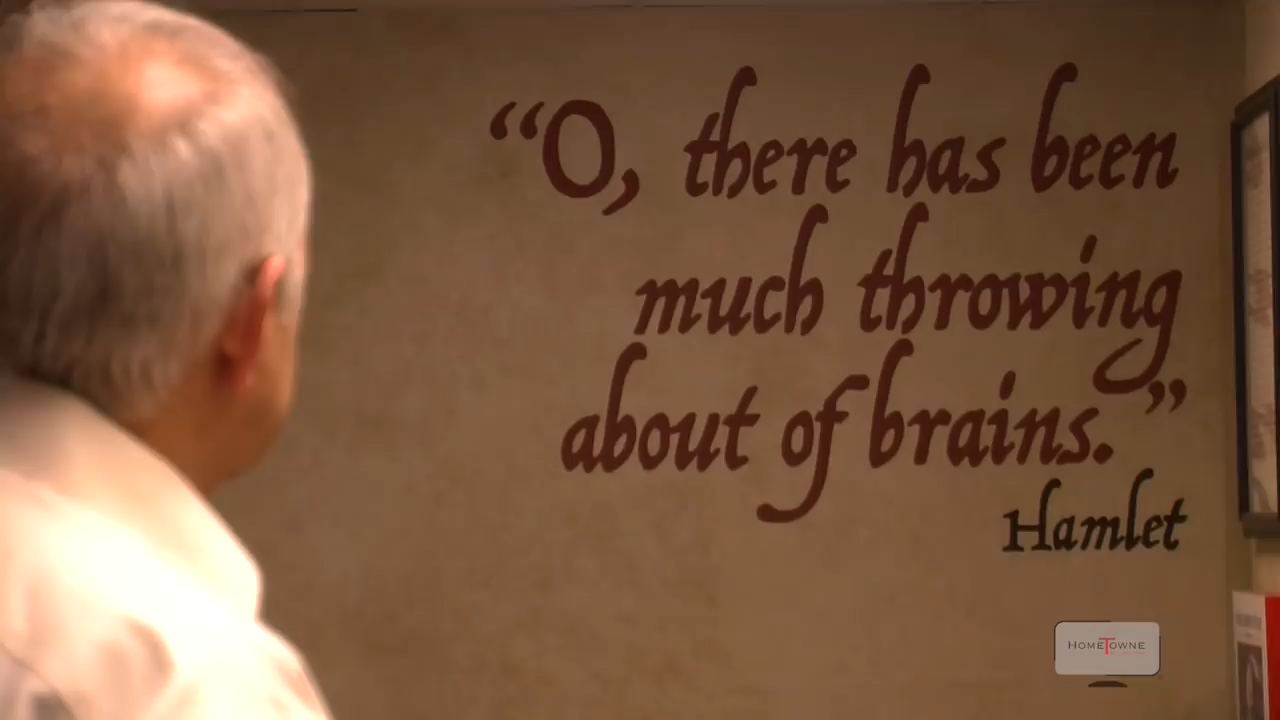 “O, there has been
much throwing
about of brains.”
Hamlet
HOMETOWNE